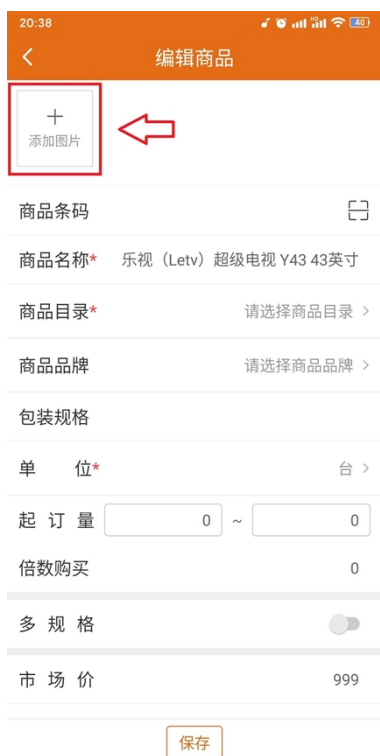 20:38
40
编辑商品
添加图片
商品条码
商品名称* 乐视（Letv）超级电视 Y43 43英寸
商品目录* 请选择商品目录
商品品牌 请选择商品品牌
包装规格
单 位* 台
起 订 量 0 ~ 0
倍数购买 0
多 规 格
市 场 价 999
保存